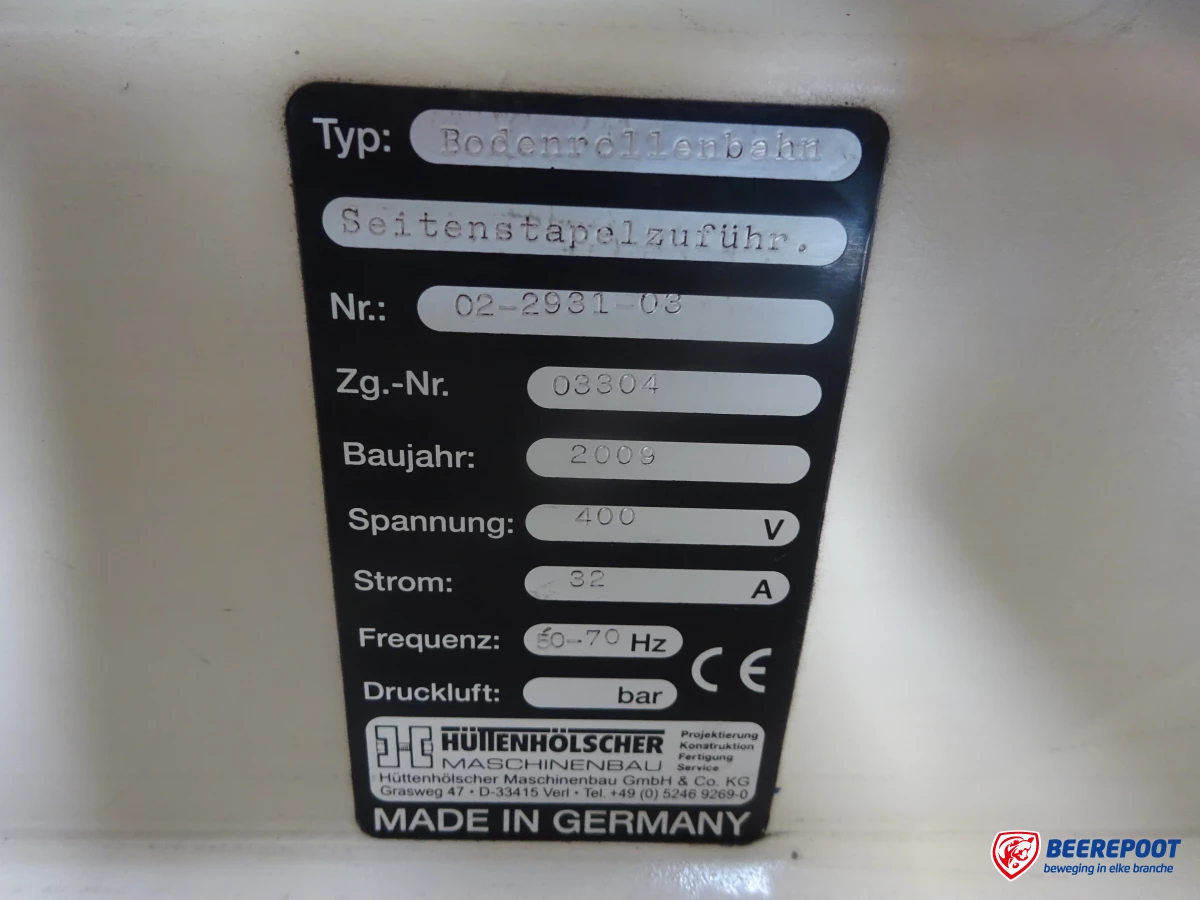 Typ: Bodenrollenbahn
Seitenstapelzuführ.
Nr.: 02-2931-03
Zg.-Nr. 03304
Baujahr: 2009
Spannung: 400 V
Strom: 32 A
Frequenz: 50-70 Hz
Druckluft: bar
CE
HÜTTENHÖLSCHER
MASCHINENBAU
Projektierung
Konstruktion
Fertigung
Service
Hüttenhölscher Maschinenbau GmbH & Co. KG
Grasweg 47 • D-33415 Verl • Tel. +49 (0) 5246 9269-0
MADE IN GERMANY
BEEREPOOT
beweging in elke branche